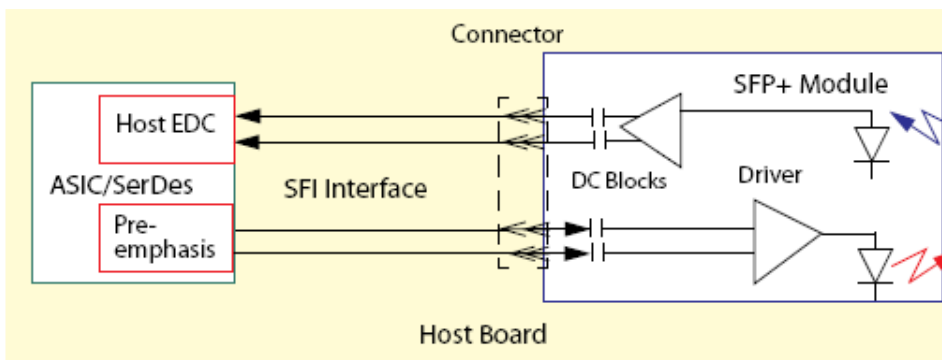 Connector
SFP+ Module
Host EDC
ASIC/SerDes
SFI Interface
DC Blocks
Driver
Pre-
emphasis
Host Board